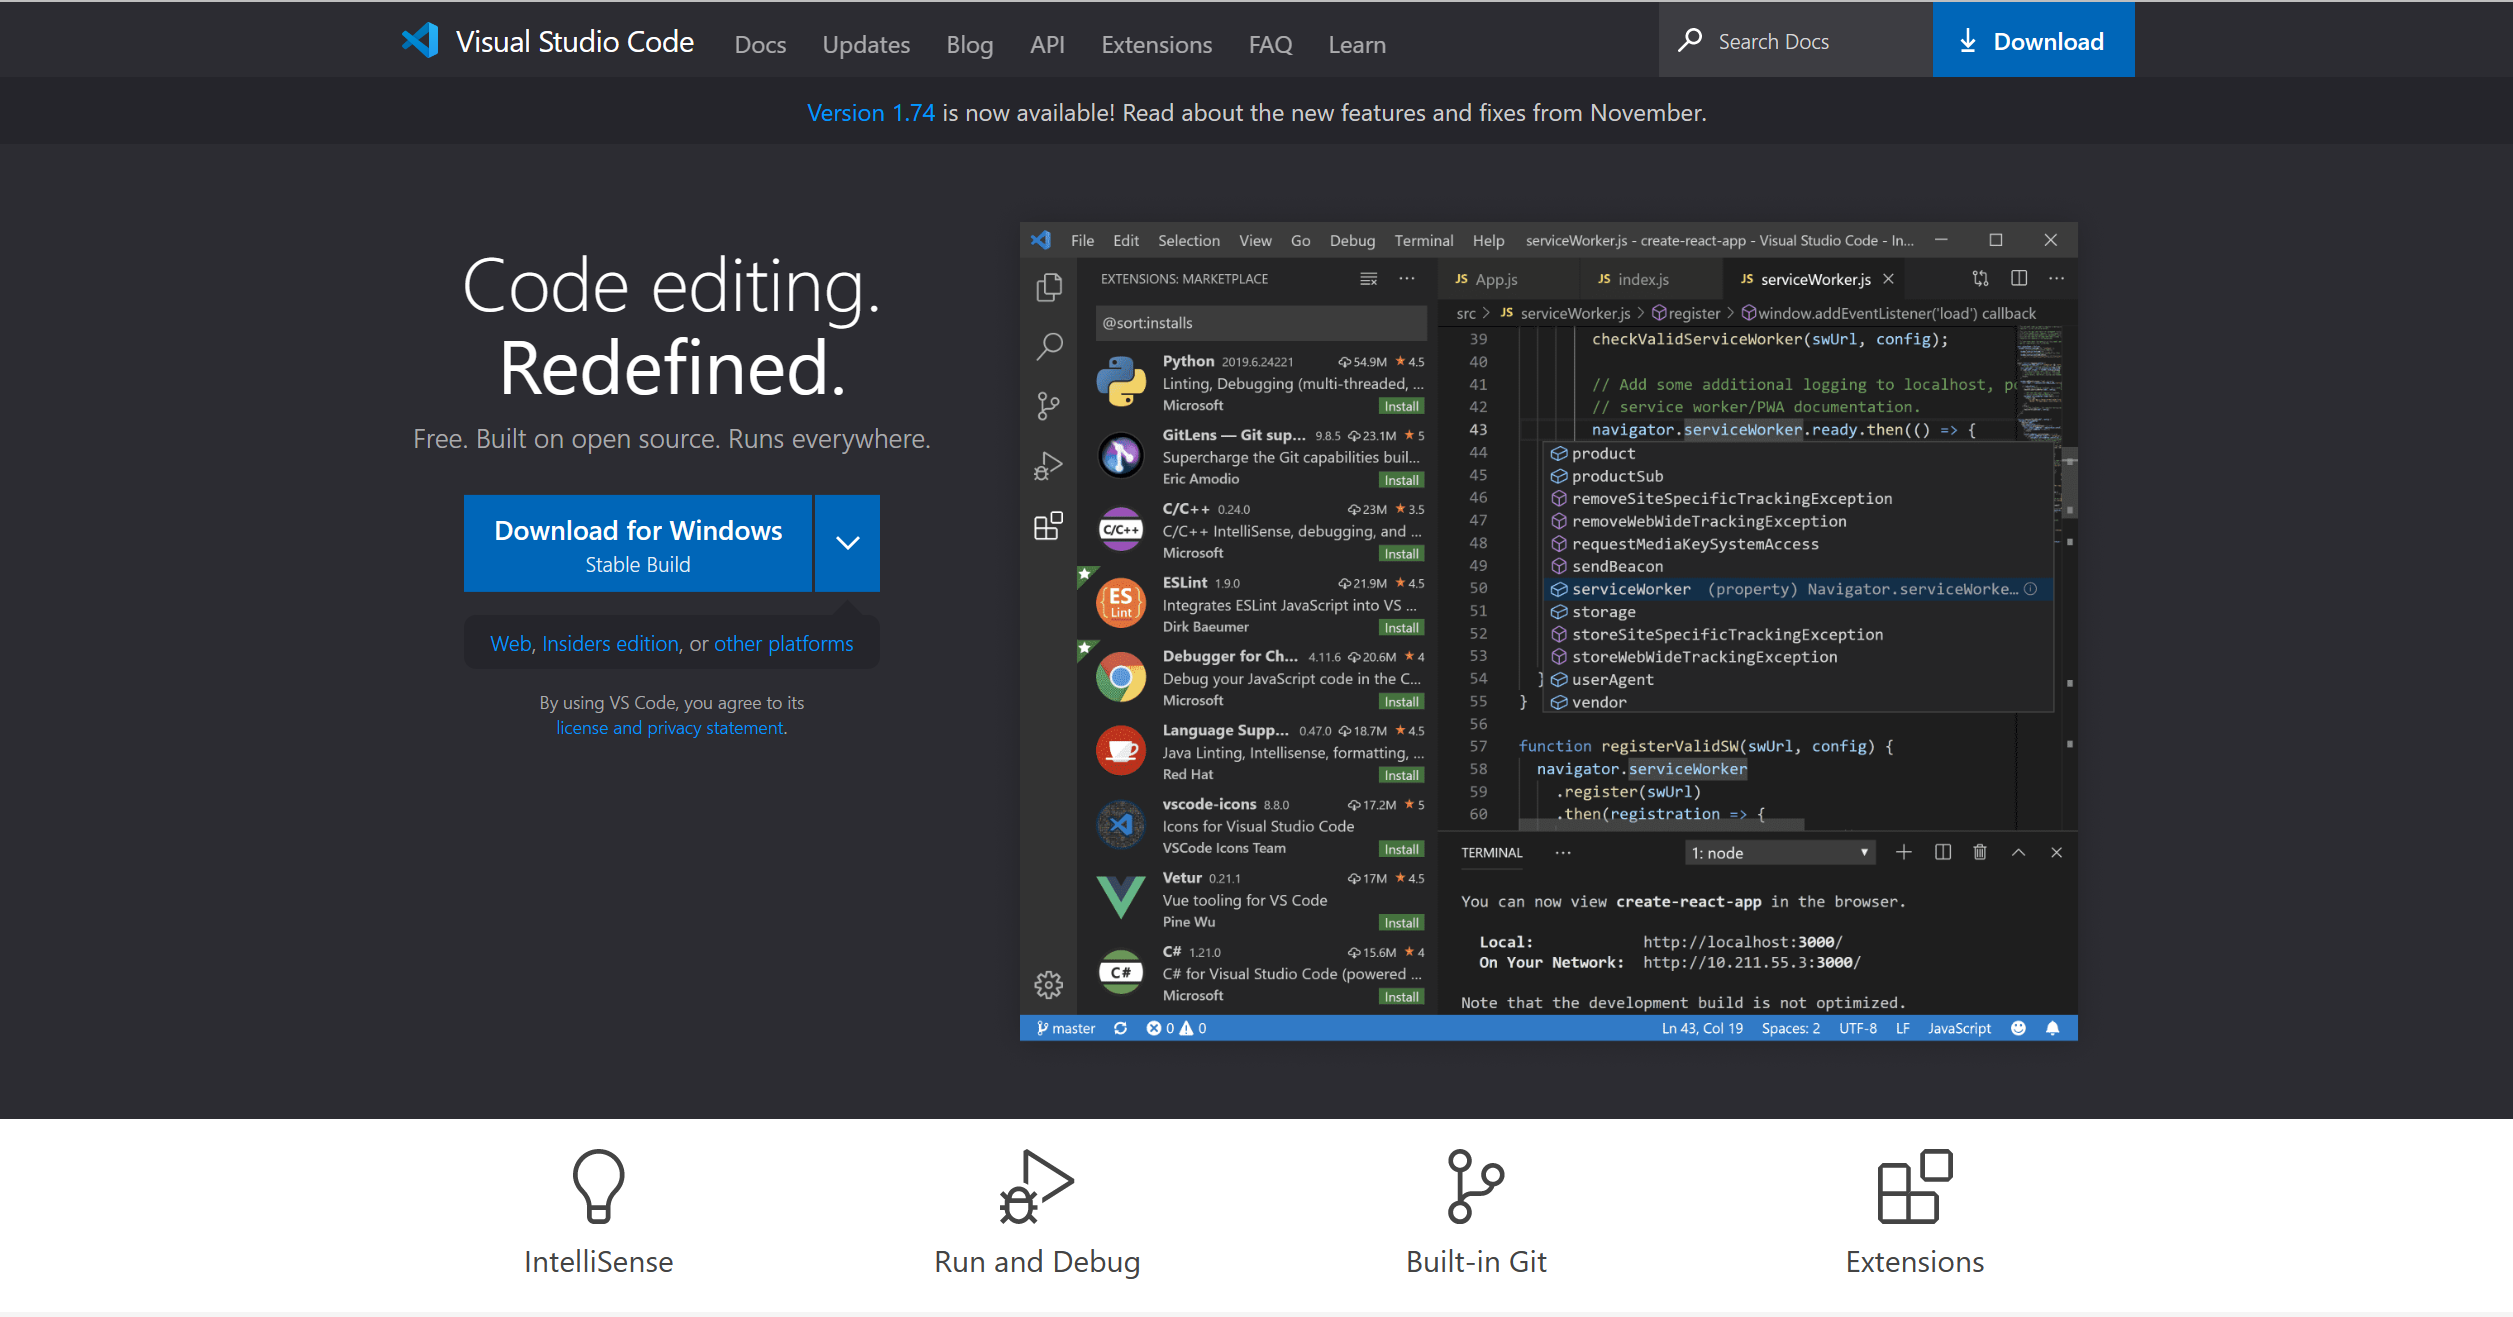 Visual Studio Code Docs Updates Blog API Extensions FAQ Learn Search Docs Download
Version 1.74 is now available! Read about the new features and fixes from November.
Code editing.
Redefined.
Free. Built on open source. Runs everywhere.
Download for Windows
Stable Build
Web, Insiders edition, or other platforms
By using VS Code, you agree to its
license and privacy statement.
File Edit Selection View Go Debug Terminal Help serviceWorker.js - create-react-app - Visual Studio Code - In...
EXTENSIONS: MARKETPLACE
@sort:installs
Python 2019.6.24221 54.9M 4.5
Linting, Debugging (multi-threaded, ...
Microsoft Install
GitLens — Git sup... 9.8.5 23.1M 5
Supercharge the Git capabilities buil...
Eric Amodio Install
C/C++
C/C++ 0.24.0 23M 3.5
C/C++ IntelliSense, debugging, and ...
Microsoft Install
ES
Lint
ESLint 1.9.0 21.9M 4.5
Integrates ESLint JavaScript into VS ...
Dirk Baeumer Install
Debugger for Ch... 4.11.6 20.6M 4
Debug your JavaScript code in the C...
Microsoft Install
Language Supp... 0.47.0 18.7M 4.5
Java Linting, Intellisense, formatting, ...
Red Hat Install
vscode-icons 8.8.0 17.2M 5
Icons for Visual Studio Code
VSCode Icons Team Install
Vetur 0.21.1 17M 4.5
Vue tooling for VS Code
Pine Wu Install
C#
C# 1.21.0 15.6M 4
C# for Visual Studio Code (powered ...
Microsoft Install
JS App.js JS index.js JS serviceWorker.js
src > JS serviceWorker.js > register > window.addEventListener('load') callback
39 checkValidServiceWorker(swUrl, config);
40
41 // Add some additional logging to localhost, po
42 // service worker/PWA documentation.
43 navigator.serviceWorker.ready.then(() => {
44 product
45 productSub
46 removeSiteSpecificTrackingException
47 removeWebWideTrackingException
48 requestMediaKeySystemAccess
49 sendBeacon
50 serviceWorker (property) Navigator.serviceWorke...
51 storage
52 storeSiteSpecificTrackingException
53 storeWebWideTrackingException
54 } userAgent
55 } vendor
56
57 function registerValidSW(swUrl, config) {
58 navigator.serviceWorker
59 .register(swUrl)
60 .then(registration => {
TERMINAL ... 1: node
You can now view create-react-app in the browser.
Local: http://localhost:3000/
On Your Network: http://10.211.55.3:3000/
Note that the development build is not optimized.
master 0 0 Ln 43, Col 19 Spaces: 2 UTF-8 LF JavaScript
IntelliSense
Run and Debug
Built-in Git
Extensions